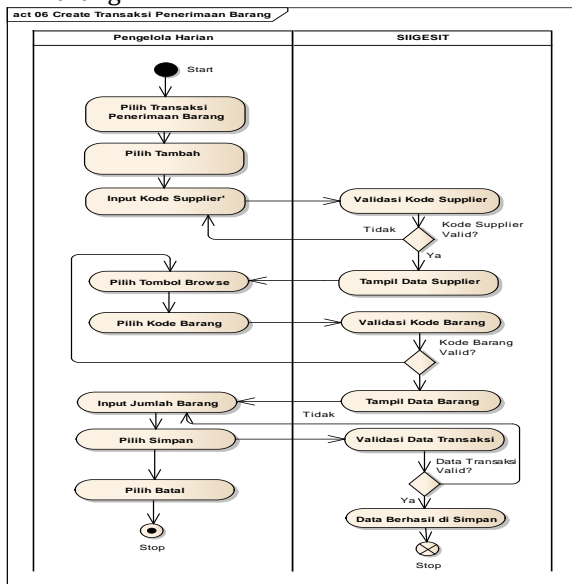 act 06 Create Transaksi Penerimaan Barang
Pengelola Harian
SIIGESIT
Start
Pilih Transaksi
Penerimaan Barang
Pilih Tambah
Input Kode Supplier'
Validasi Kode Supplier
Tidak
Kode Supplier
Valid?
Ya
Pilih Tombol Browse
Tampil Data Supplier
Pilih Kode Barang
Validasi Kode Barang
Kode Barang
Valid?
Input Jumlah Barang
Tampil Data Barang
Tidak
Pilih Simpan
Validasi Data Transaksi
Data Transaksi
Valid?
Pilih Batal
Ya
Data Berhasil di Simpan
Stop
Stop